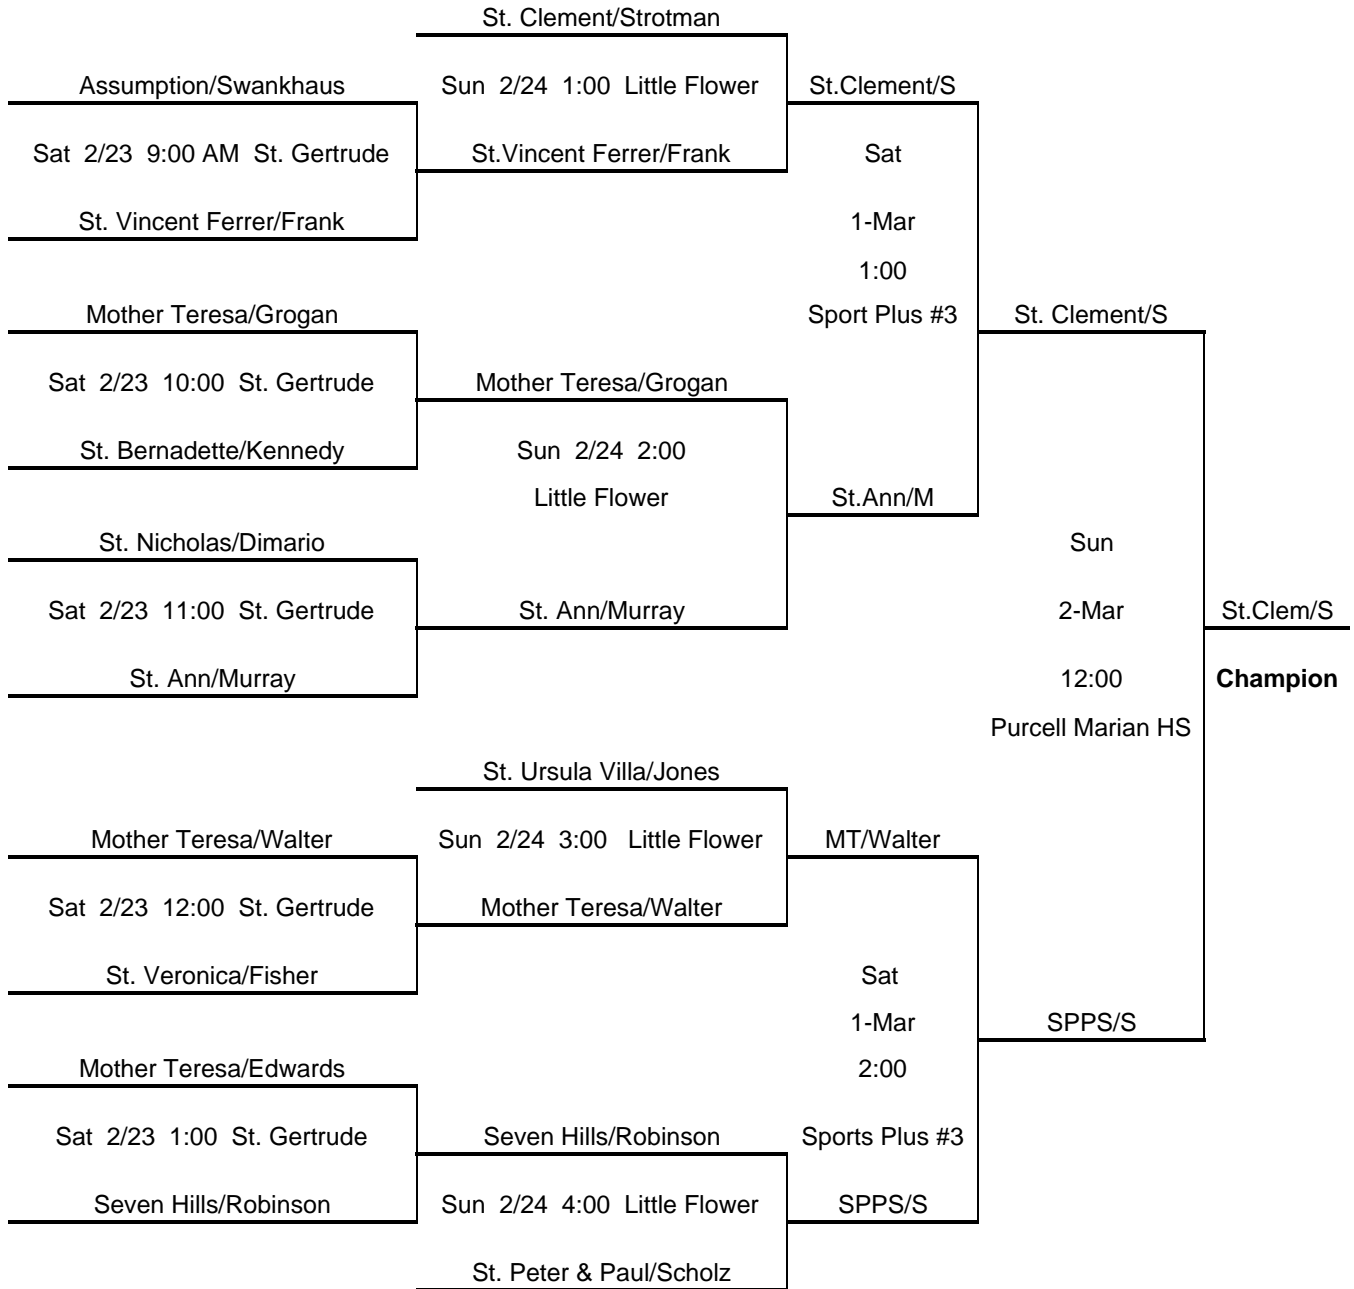 St. Clement/Strotman
Assumption/Swankhaus
Sun 2/24 1:00 Little Flower
St.Clement/S
Sat 2/23 9:00 AM St. Gertrude
St.Vincent Ferrer/Frank
Sat
St. Vincent Ferrer/Frank
1-Mar
1:00
Mother Teresa/Grogan
Sport Plus #3
St. Clement/S
Sat 2/23 10:00 St. Gertrude
Mother Teresa/Grogan
St. Bernadette/Kennedy
Sun 2/24 2:00
Little Flower
St.Ann/M
St. Nicholas/Dimario
Sun
Sat 2/23 11:00 St. Gertrude
St. Ann/Murray
2-Mar
St.Clem/S
St. Ann/Murray
12:00
Champion
Purcell Marian HS
St. Ursula Villa/Jones
Mother Teresa/Walter
Sun 2/24 3:00 Little Flower
MT/Walter
Sat 2/23 12:00 St. Gertrude
Mother Teresa/Walter
St. Veronica/Fisher
Sat
1-Mar
SPPS/S
Mother Teresa/Edwards
2:00
Sat 2/23 1:00 St. Gertrude
Seven Hills/Robinson
Sports Plus #3
Seven Hills/Robinson
Sun 2/24 4:00 Little Flower
SPPS/S
St. Peter & Paul/Scholz